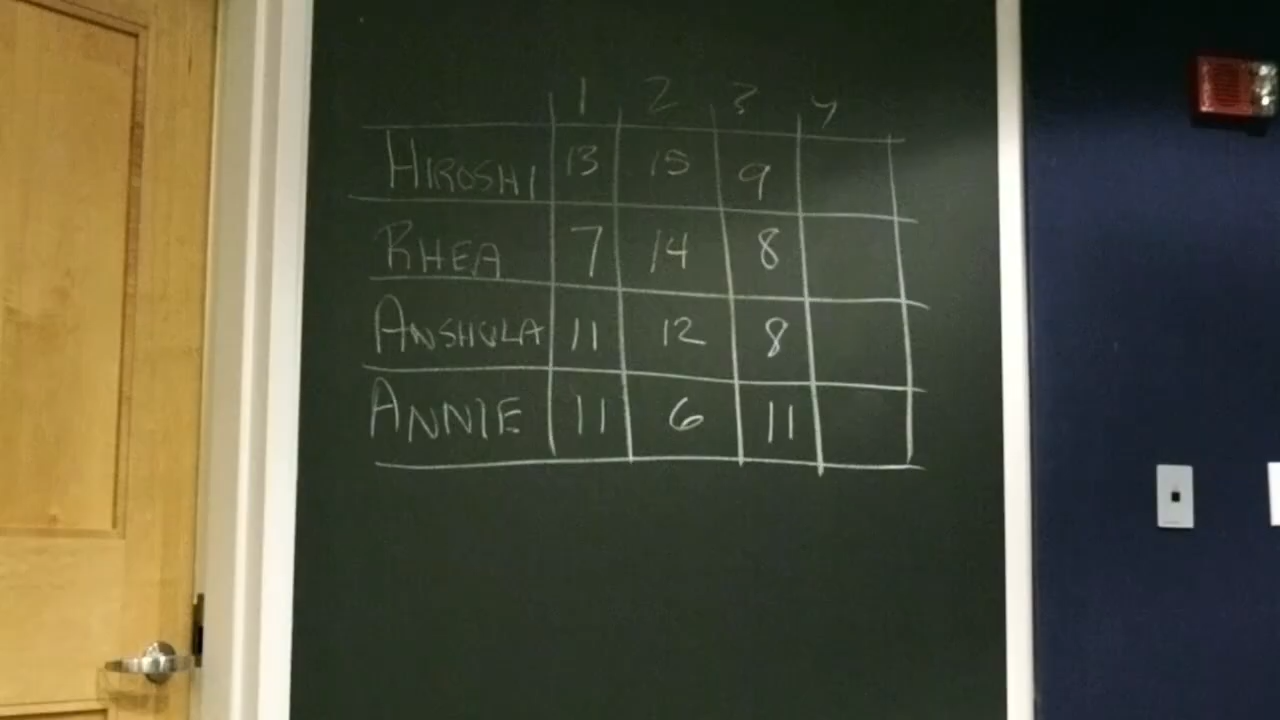 1 2 3 4
HIROSHI 13 15 9
RHEA 7 14 8
ANSHULA 11 12 8
ANNIE 11 6 11